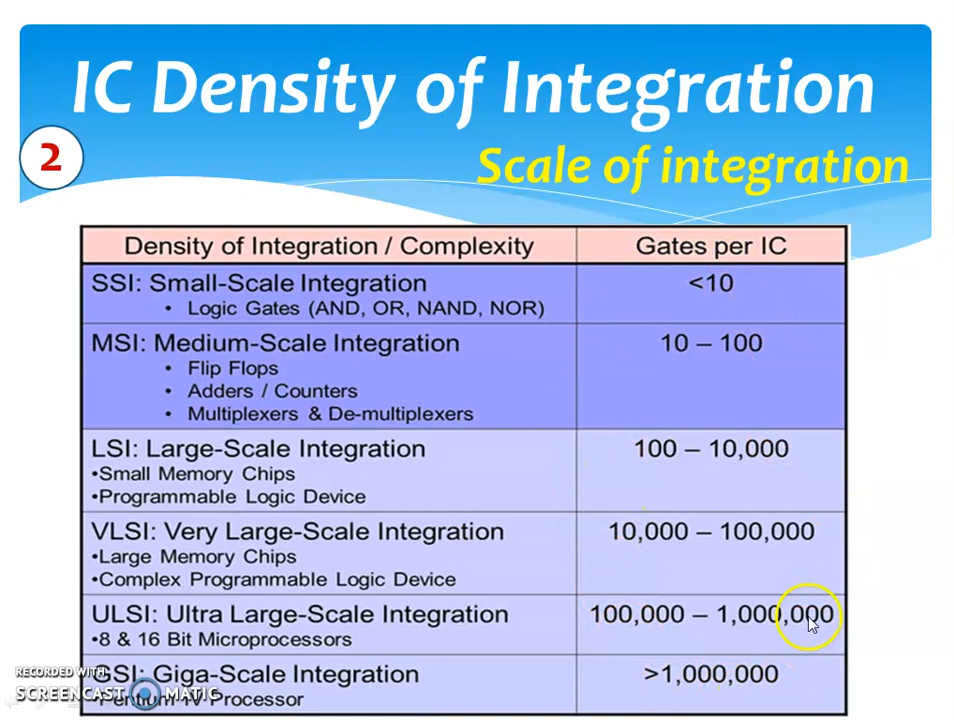 IC Density of Integration
2
Scale of integration
Density of Integration / Complexity
Gates per IC
SSI: Small-Scale Integration
<10
• Logic Gates (AND, OR, NAND, NOR)
MSI: Medium-Scale Integration
10 – 100
• Flip Flops
• Adders / Counters
• Multiplexers & De-multiplexers
LSI: Large-Scale Integration
100 – 10,000
•Small Memory Chips
•Programmable Logic Device
VLSI: Very Large-Scale Integration
10,000 – 100,000
•Large Memory Chips
•Complex Programmable Logic Device
ULSI: Ultra Large-Scale Integration
100,000 – 1,000,000
•8 & 16 Bit Microprocessors
GSI: Giga-Scale Integration
>1,000,000
•Pentium IV Processor
RECORDED WITH
SCREENCAST MATIC